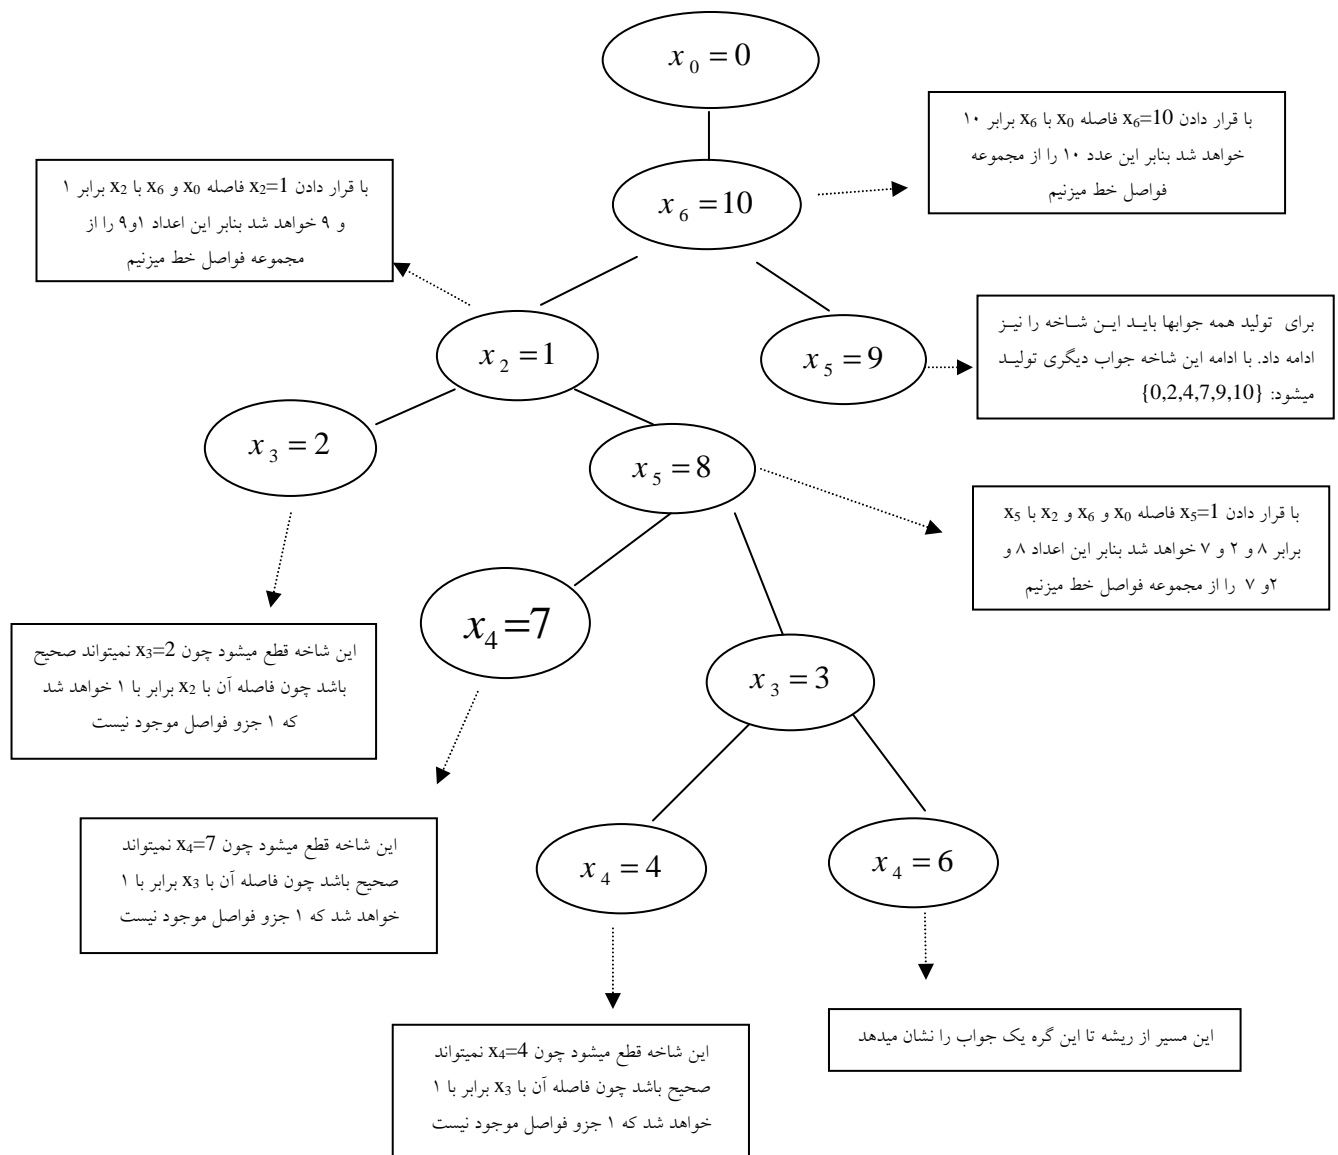 x₀ = 0
با قرار دادن x₆=10 فاصله x₀ با x₆ برابر ۱۰
خواهد شد بنابر این عدد ۱۰ را از مجموعه
فواصل خط میزنیم
x₆ = 10
با قرار دادن x₂=1 فاصله x₀ و x₆ با x₂ برابر ۱
و ۹ خواهد شد بنابر این اعداد ۱و۹ را از
مجموعه فواصل خط میزنیم
x₂ = 1
x₅ = 9
برای تولید همه جوابها باید این شاخه را نیز
ادامه داد. با ادامه این شاخه جواب دیگری تولید
میشود: {0,2,4,7,9,10}
x₃ = 2
x₅ = 8
با قرار دادن x₅=1 فاصله x₀ و x₆ و x₂ با x₅
برابر ۸ و ۲ و ۷ خواهد شد بنابر این اعداد ۸ و
۲و ۷ را از مجموعه فواصل خط میزنیم
x₄=7
x₃ = 3
این شاخه قطع میشود چون x₃=2 نمیتواند صحیح
باشد چون فاصله آن با x₂ برابر با ۱ خواهد شد
که ۱ جزو فواصل موجود نیست
این شاخه قطع میشود چون x₄=7 نمیتواند
صحیح باشد چون فاصله آن با x₃ برابر با ۱
خواهد شد که ۱ جزو فواصل موجود نیست
x₄ = 4
x₄ = 6
این شاخه قطع میشود چون x₄=4 نمیتواند
صحیح باشد چون فاصله آن با x₃ برابر با ۱
خواهد شد که ۱ جزو فواصل موجود نیست
این مسیر از ریشه تا این گره یک جواب را نشان میدهد